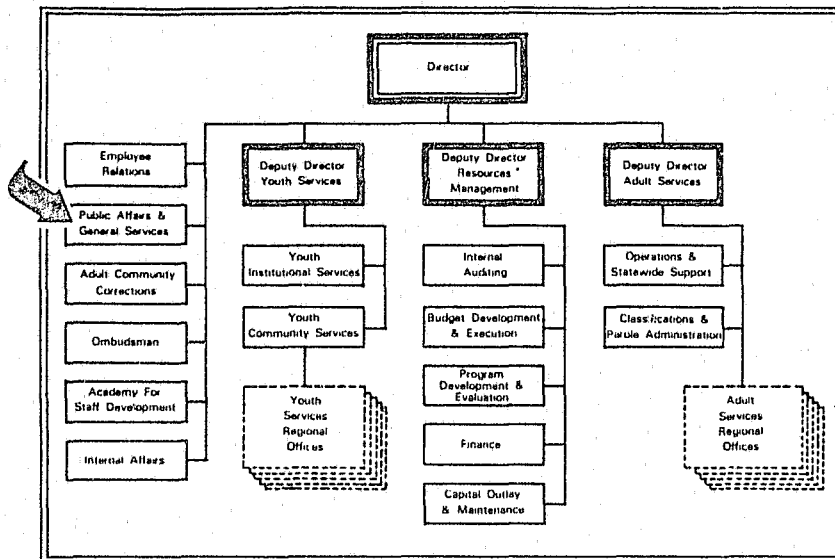 Director
Employee
Relations
Public Affairs &
General Services
Adult Community
Corrections
Ombudsman
Academy For
Staff Development
Internal Affairs
Deputy Director
Youth Services
Youth
Institutional Services
Youth
Community Services
Youth
Services
Regional
Offices
Deputy Director
Resources
Management
Internal
Auditing
Budget Development
& Execution
Program
Development &
Evaluation
Finance
Capital Outlay
& Maintenance
Deputy Director
Adult Services
Operations &
Statewide Support
Classifications &
Parole Administration
Adult
Services
Regional
Offices